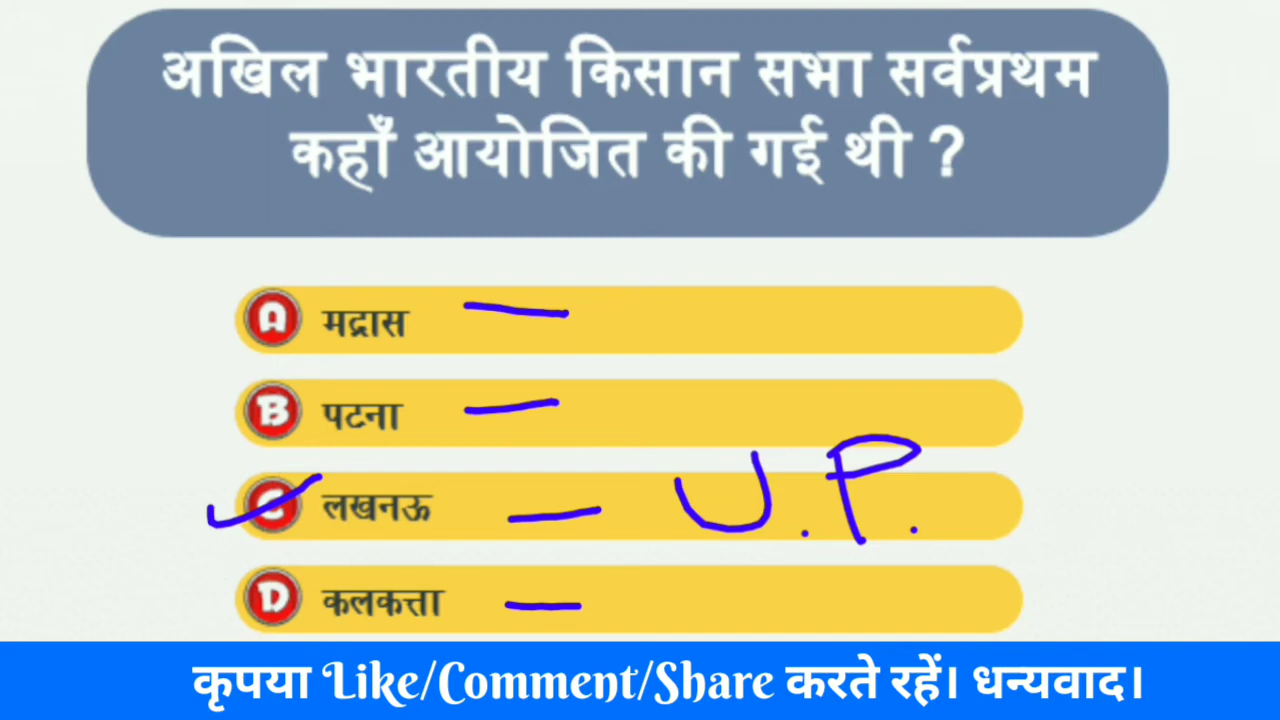 अखिल भारतीय किसान सभा सर्वप्रथम
कहाँ आयोजित की गई थी ?
A मद्रास
B पटना
C लखनऊ — U.P.
D कलकत्ता
कृपया Like/Comment/Share करते रहें। धन्यवाद।